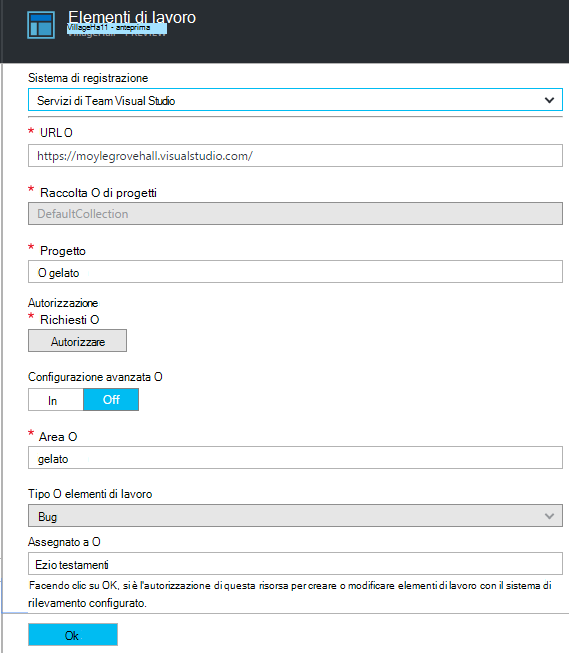 Elementi di lavoro
VillageHa11 - anteprima
Sistema di registrazione
Servizi di Team Visual Studio
* URL O
https://moylegrovehall.visualstudio.com/
* Raccolta O di progetti
DefaultCollection
* Progetto
O gelato
Autorizzazione
* Richiesti O
Autorizzare
Configurazione avanzata O
In Off
* Area O
gelato
Tipo O elementi di lavoro
Bug
Assegnato a O
Ezio testamenti
Facendo clic su OK, si è l'autorizzazione di questa risorsa per creare o modificare elementi di lavoro con il sistema di
rilevamento configurato.
Ok